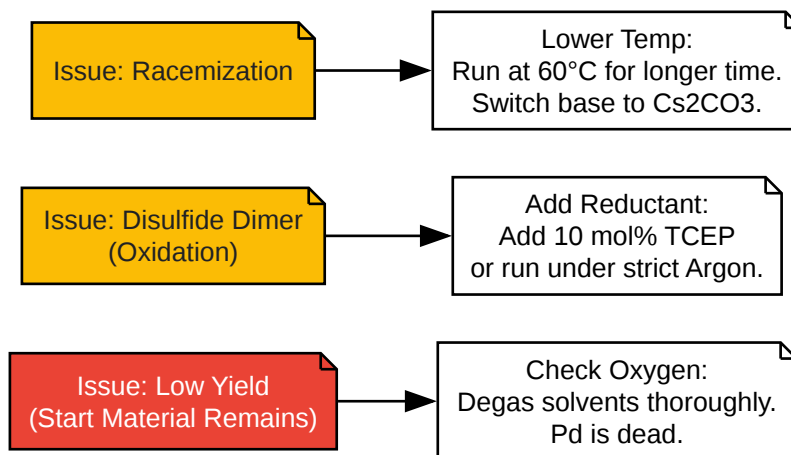 Issue: Racemization
Lower Temp:
Run at 60°C for longer time.
Switch base to Cs2CO3.
Issue: Disulfide Dimer
(Oxidation)
Add Reductant:
Add 10 mol% TCEP
or run under strict Argon.
Issue: Low Yield
(Start Material Remains)
Check Oxygen:
Degas solvents thoroughly.
Pd is dead.